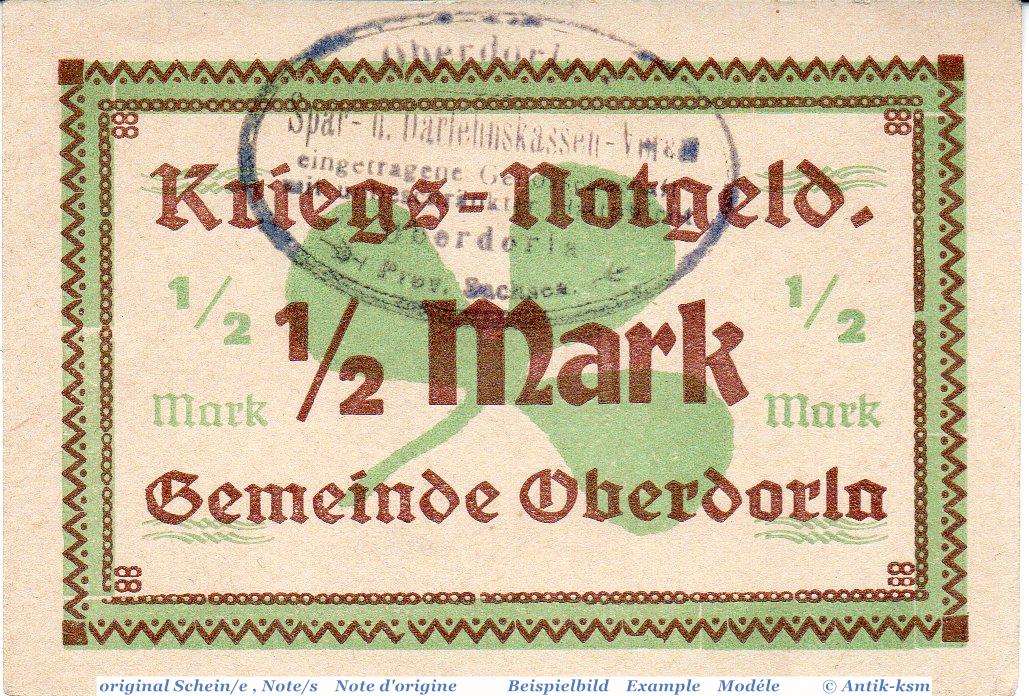 Oberdorla
Spar- u. Darlehnskassen-Verein
eingetragene
Oberdorla
Prov. Sachsen.
Kriegs-Notgeld.
1/2 1/2
1/2 Mark
Mark Mark
Gemeinde Oberdorla
original Schein/e , Note/s Note d'origine Beispielbild Example Modéle © Antik-ksm